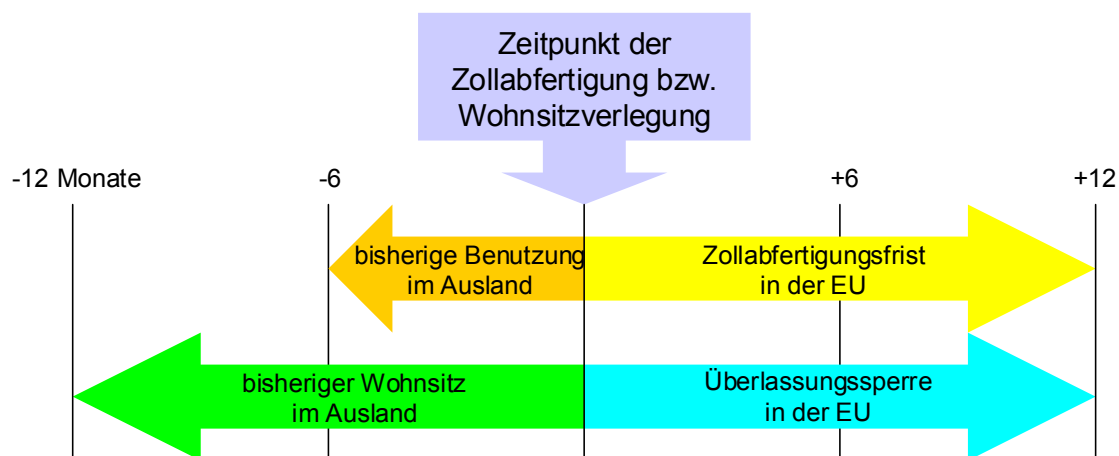 Zeitpunkt der
Zollabfertigung bzw.
Wohnsitzverlegung
-12 Monate
-6
+6
+12
bisherige Benutzung
im Ausland
Zollabfertigungsfrist
in der EU
bisheriger Wohnsitz
im Ausland
Überlassungssperre
in der EU